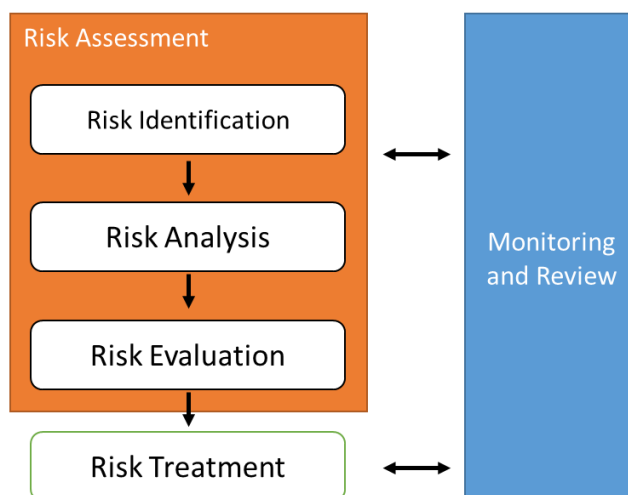 Risk Assessment
Risk Identification
Risk Analysis
Risk Evaluation
Risk Treatment
Monitoring
and Review